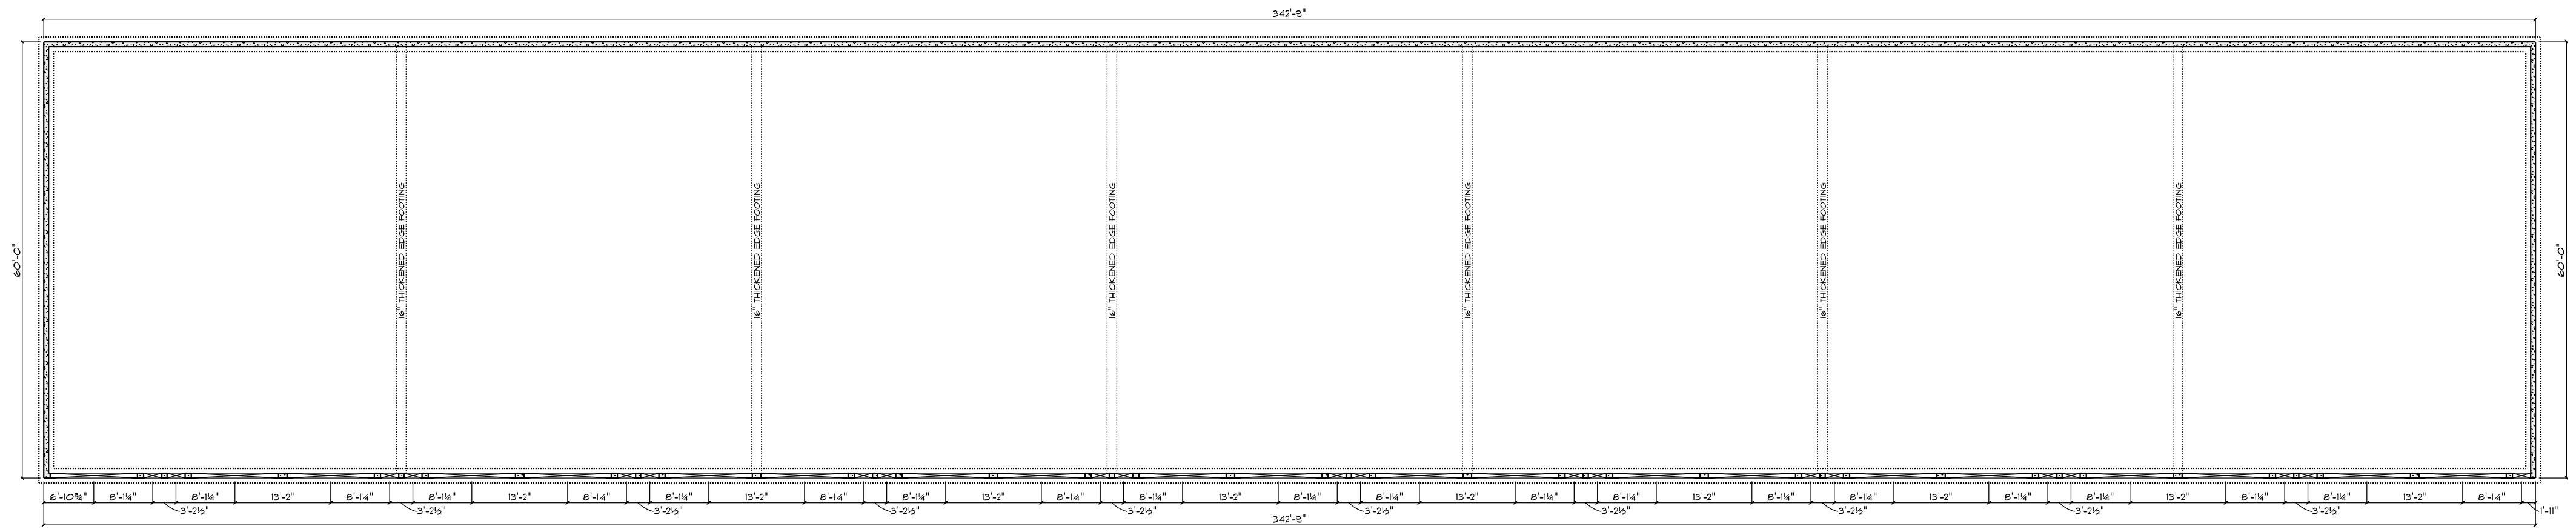 342'-9"
60'-0"
16" THICKENED EDGE FOOTING
16" THICKENED EDGE FOOTING
16" THICKENED EDGE FOOTING
16" THICKENED EDGE FOOTING
16" THICKENED EDGE FOOTING
16" THICKENED EDGE FOOTING
60'-0"
6'-10¾" 8'-1¼" 8'-1¼" 13'-2" 8'-1¼" 8'-1¼" 13'-2" 8'-1¼" 8'-1¼" 13'-2" 8'-1¼" 8'-1¼" 13'-2" 8'-1¼" 8'-1¼" 13'-2" 8'-1¼" 8'-1¼" 13'-2" 8'-1¼" 8'-1¼" 13'-2" 8'-1¼" 8'-1¼" 13'-2" 8'-1¼" 8'-1¼" 13'-2" 8'-1¼" 8'-1¼" 13'-2" 8'-1¼"
3'-2½" 3'-2½" 3'-2½" 3'-2½" 3'-2½" 3'-2½" 3'-2½" 3'-2½" 3'-2½" 3'-2½" 1'-11"
342'-9"